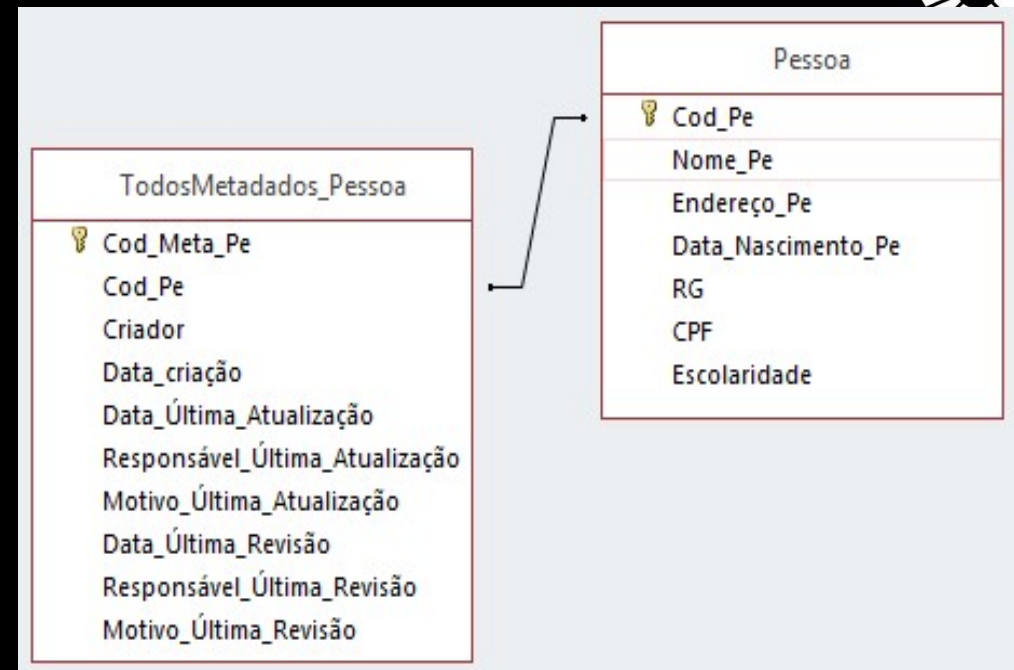 TodosMetadados_Pessoa
Cod_Meta_Pe
Cod_Pe
Criador
Data_criação
Data_Última_Atualização
Responsável_Última_Atualização
Motivo_Última_Atualização
Data_Última_Revisão
Responsável_Última_Revisão
Motivo_Última_Revisão
Pessoa
Cod_Pe
Nome_Pe
Endereço_Pe
Data_Nascimento_Pe
RG
CPF
Escolaridade